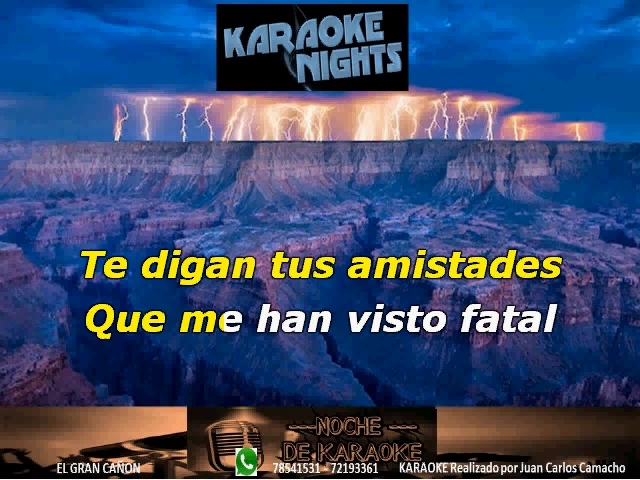 KARAOKE
NIGHTS
Te digan tus amistades
Que me han visto fatal
NOCHE
DE KARAOKE
EL GRAN CAÑON 78541531 - 72193361 KARAOKE Realizado por Juan Carlos Camacho